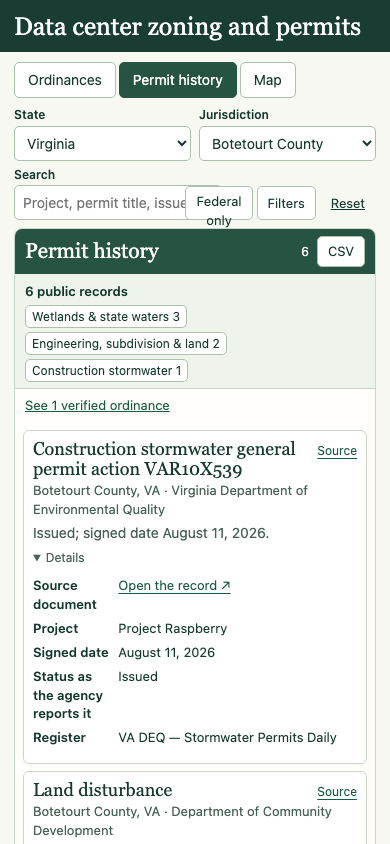 Data center zoning and permits
Ordinances
Permit history
Map
State
Jurisdiction
Virginia
Botetourt County
Search
Project, permit title, issue
Federal only
Filters
Reset
Permit history
6
CSV
6 public records
Wetlands & state waters 3
Engineering, subdivision & land 2
Construction stormwater 1
See 1 verified ordinance
Construction stormwater general
permit action VAR10X539
Source
Botetourt County, VA · Virginia Department of
Environmental Quality
Issued; signed date August 11, 2026.
▼ Details
Source
document
Open the record ↗
Project
Project Raspberry
Signed date
August 11, 2026
Status as
the agency
reports it
Issued
Register
VA DEQ — Stormwater Permits Daily
Land disturbance
Source
Botetourt County, VA · Department of Community
Development